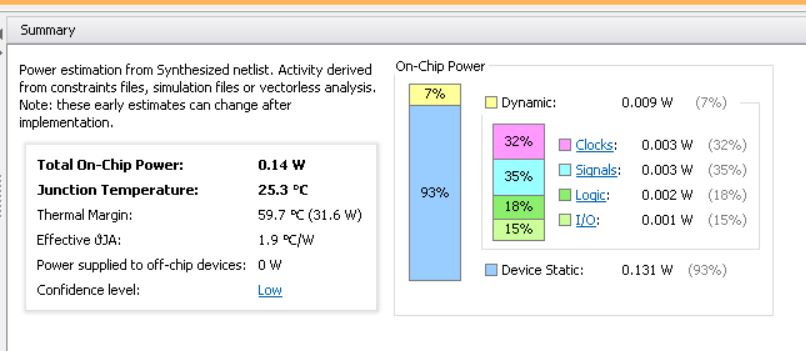 Summary
Power estimation from Synthesized netlist. Activity derived
from constraints files, simulation files or vectorless analysis.
Note: these early estimates can change after
implementation.
Total On-Chip Power: 0.14 W
Junction Temperature: 25.3 °C
Thermal Margin: 59.7 °C (31.6 W)
Effective ϑJA: 1.9 °C/W
Power supplied to off-chip devices: 0 W
Confidence level: Low
On-Chip Power
7%
93%
Dynamic: 0.009 W (7%)
32% Clocks: 0.003 W (32%)
35% Signals: 0.003 W (35%)
18% Logic: 0.002 W (18%)
15% I/O: 0.001 W (15%)
Device Static: 0.131 W (93%)